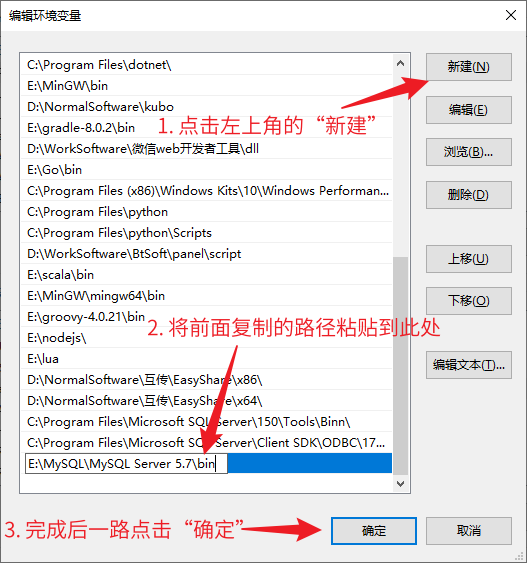 编辑环境变量
C:\Program Files\dotnet\
E:\MinGW\bin
D:\NormalSoftware\kubo
E:\gradle-8.0.2\bin
D:\WorkSoftware\微信web开发者工具\dll
E:\Go\bin
C:\Program Files (x86)\Windows Kits\10\Windows Performan...
C:\Program Files\python
C:\Program Files\python\Scripts
D:\WorkSoftware\BtSoft\panel\script
E:\scala\bin
E:\MinGW\mingw64\bin
E:\groovy-4.0.21\bin
E:\nodejs\
E:\lua
D:\NormalSoftware\互传\EasyShare\x86\
D:\NormalSoftware\互传\EasyShare\x64\
C:\Program Files\Microsoft SQL Server\150\Tools\Binn\
C:\Program Files\Microsoft SQL Server\Client SDK\ODBC\17...
E:\MySQL\MySQL Server 5.7\bin
新建(N)
编辑(E)
浏览(B)...
删除(D)
上移(U)
下移(O)
编辑文本(T)...
1. 点击左上角的“新建”
2. 将前面复制的路径粘贴到此处
3. 完成后一路点击“确定”
确定
取消